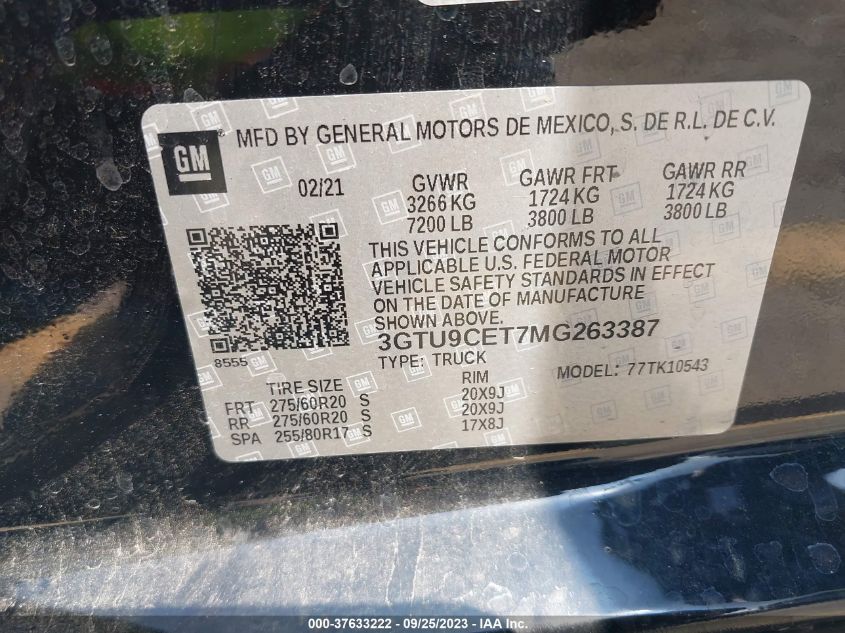 GM
MFD BY GENERAL MOTORS DE MEXICO, S. DE R.L. DE C.V.
02/21 GVWR GAWR FRT GAWR RR
3266 KG 1724 KG 1724 KG
7200 LB 3800 LB 3800 LB
THIS VEHICLE CONFORMS TO ALL
APPLICABLE U.S. FEDERAL MOTOR
VEHICLE SAFETY STANDARDS IN EFFECT
ON THE DATE OF MANUFACTURE
SHOWN ABOVE.
3GTU9CET7MG263387
8555 TYPE: TRUCK MODEL: 77TK10543
TIRE SIZE RIM
FRT 275/60R20 S 20X9J
RR 275/60R20 S 20X9J
SPA 255/80R17 S 17X8J
000-37633222 - 09/25/2023 - IAA Inc.